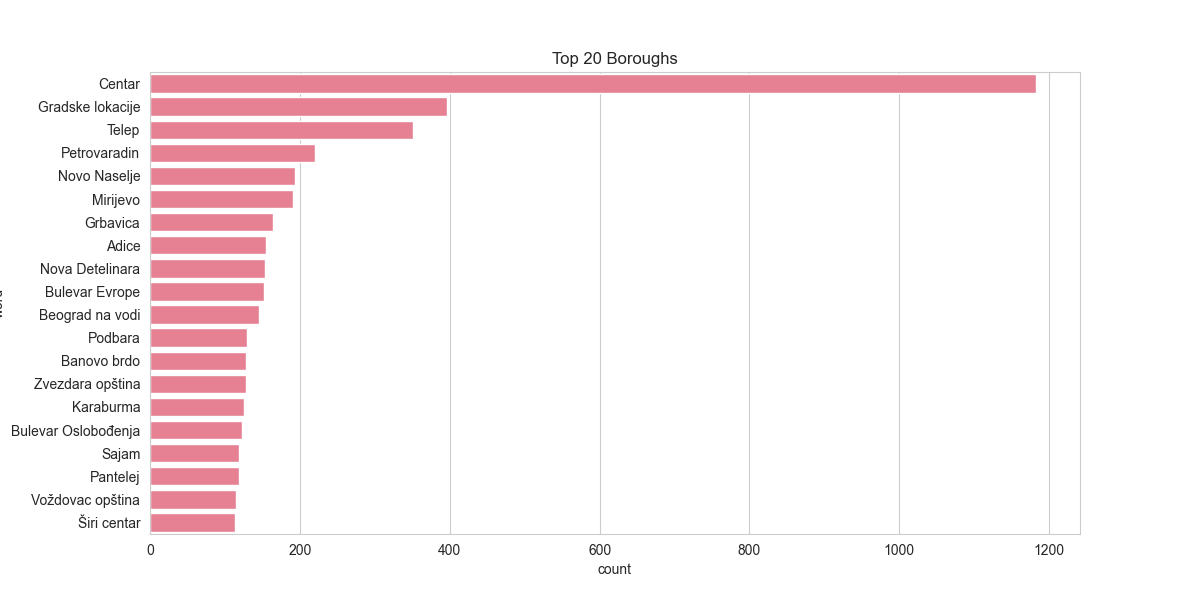 Top 20 Boroughs
Centar
Gradske lokacije
Telep
Petrovaradin
Novo Naselje
Mirijevo
Grbavica
Adice
Nova Detelinara
Bulevar Evrope
Beograd na vodi
Podbara
Banovo brdo
Zvezdara opština
Karaburma
Bulevar Oslobođenja
Sajam
Pantelej
Voždovac opština
Širi centar
0 200 400 600 800 1000 1200
count